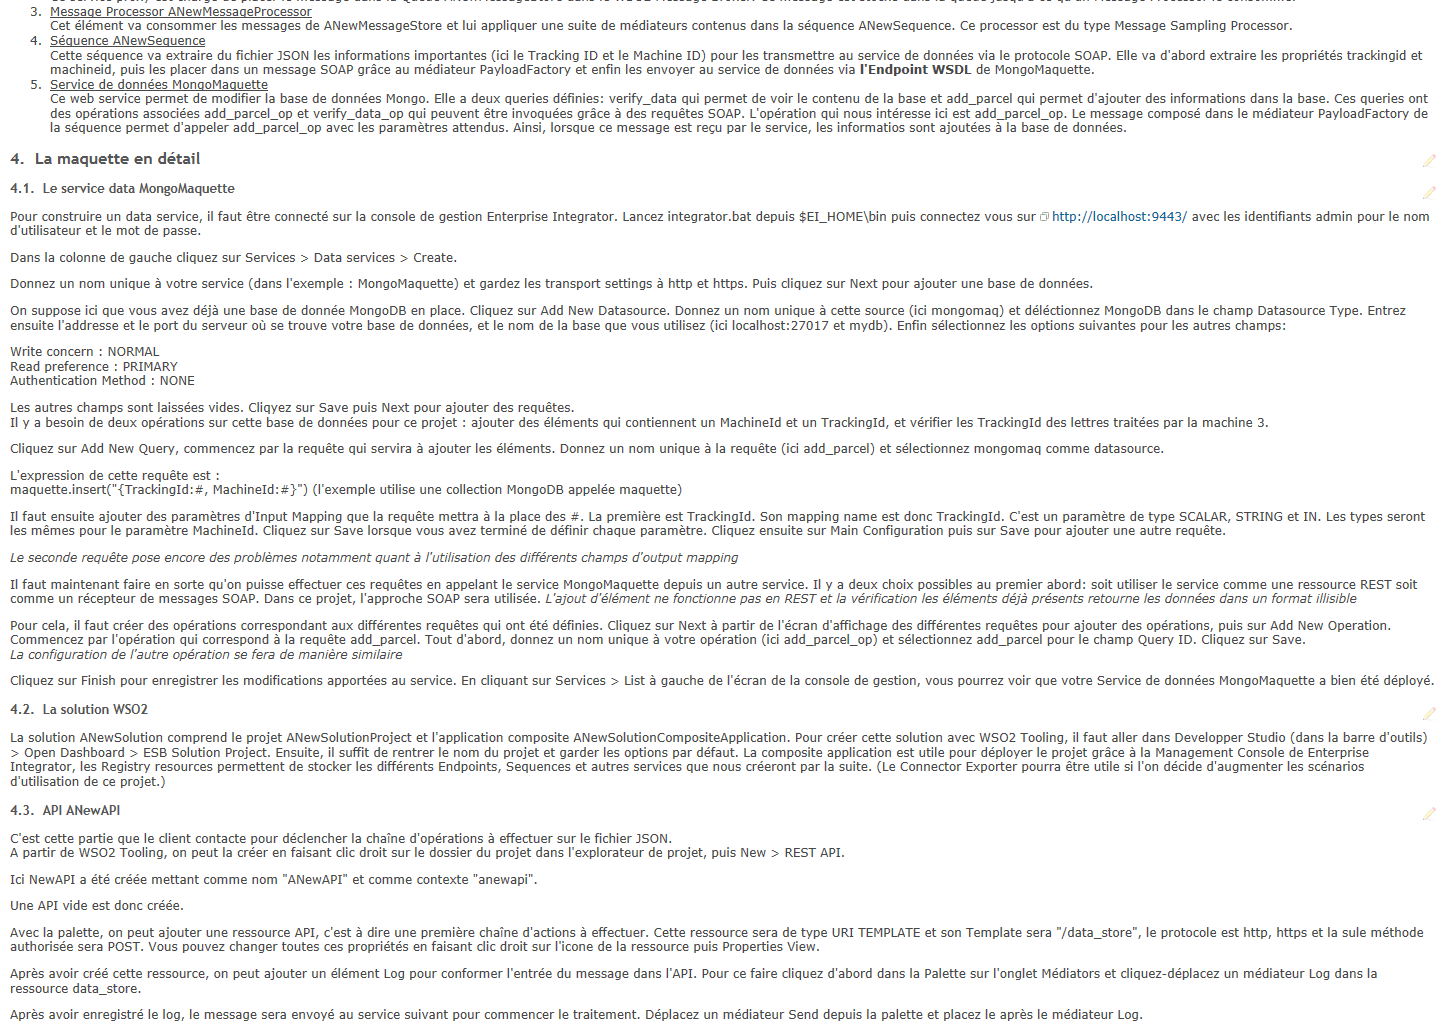 3. Message Processor ANewMessageProcessor
Cet élément va consommer les messages de ANewMessageStore et lui appliquer une suite de médiateurs contenus dans la séquence ANewSequence. Ce processor est du type Message Sampling Processor.
4. Séquence ANewSequence
Cette séquence va extraire du fichier JSON les informations importantes (ici le Tracking ID et le Machine ID) pour les transmettre au service de données via le protocole SOAP. Elle va d'abord extraire les propriétés trackingid et
machineid, puis les placer dans un message SOAP grâce au médiateur PayloadFactory et enfin les envoyer au service de données via l'Endpoint WSDL de MongoMaquette.
5. Service de données MongoMaquette
Ce web service permet de modifier la base de données Mongo. Elle a deux queries définies: verify_data qui permet de voir le contenu de la base et add_parcel qui permet d'ajouter des informations dans la base. Ces queries ont
des opérations associées add_parcel_op et verify_data_op qui peuvent être invoquées grâce à des requêtes SOAP. L'opération qui nous intéresse ici est add_parcel_op. Le message composé dans le médiateur PayloadFactory de
la séquence permet d'appeler add_parcel_op avec les paramètres attendus. Ainsi, lorsque ce message est reçu par le service, les informatios sont ajoutées à la base de données.
4. La maquette en détail
4.1. Le service data MongoMaquette
Pour construire un data service, il faut être connecté sur la console de gestion Enterprise Integrator. Lancez integrator.bat depuis $EI_HOME\bin puis connectez vous sur http://localhost:9443/ avec les identifiants admin pour le nom
d'utilisateur et le mot de passe.
Dans la colonne de gauche cliquez sur Services > Data services > Create.
Donnez un nom unique à votre service (dans l'exemple : MongoMaquette) et gardez les transport settings à http et https. Puis cliquez sur Next pour ajouter une base de données.
On suppose ici que vous avez déjà une base de donnée MongoDB en place. Cliquez sur Add New Datasource. Donnez un nom unique à cette source (ici mongomaq) et déléctionnez MongoDB dans le champ Datasource Type. Entrez
ensuite l'addresse et le port du serveur où se trouve votre base de données, et le nom de la base que vous utilisez (ici localhost:27017 et mydb). Enfin sélectionnez les options suivantes pour les autres champs:
Write concern : NORMAL
Read preference : PRIMARY
Authentication Method : NONE
Les autres champs sont laissées vides. Cliqyez sur Save puis Next pour ajouter des requêtes.
Il y a besoin de deux opérations sur cette base de données pour ce projet : ajouter des éléments qui contiennent un MachineId et un TrackingId, et vérifier les TrackingId des lettres traitées par la machine 3.
Cliquez sur Add New Query, commencez par la requête qui servira à ajouter les éléments. Donnez un nom unique à la requête (ici add_parcel) et sélectionnez mongomaq comme datasource.
L'expression de cette requête est :
maquette.insert("{TrackingId:#, MachineId:#}") (l'exemple utilise une collection MongoDB appelée maquette)
Il faut ensuite ajouter des paramètres d'Input Mapping que la requête mettra à la place des #. La première est TrackingId. Son mapping name est donc TrackingId. C'est un paramètre de type SCALAR, STRING et IN. Les types seront
les mêmes pour le paramètre MachineId. Cliquez sur Save lorsque vous avez terminé de définir chaque paramètre. Cliquez ensuite sur Main Configuration puis sur Save pour ajouter une autre requête.
Le seconde requête pose encore des problèmes notamment quant à l'utilisation des différents champs d'output mapping
Il faut maintenant faire en sorte qu'on puisse effectuer ces requêtes en appelant le service MongoMaquette depuis un autre service. Il y a deux choix possibles au premier abord: soit utiliser le service comme une ressource REST soit
comme un récepteur de messages SOAP. Dans ce projet, l'approche SOAP sera utilisée. L'ajout d'élément ne fonctionne pas en REST et la vérification les éléments déjà présents retourne les données dans un format illisible
Pour cela, il faut créer des opérations correspondant aux différentes requêtes qui ont été définies. Cliquez sur Next à partir de l'écran d'affichage des différentes requêtes pour ajouter des opérations, puis sur Add New Operation.
Commencez par l'opération qui correspond à la requête add_parcel. Tout d'abord, donnez un nom unique à votre opération (ici add_parcel_op) et sélectionnez add_parcel pour le champ Query ID. Cliquez sur Save.
La configuration de l'autre opération se fera de manière similaire
Cliquez sur Finish pour enregistrer les modifications apportées au service. En cliquant sur Services > List à gauche de l'écran de la console de gestion, vous pourrez voir que votre Service de données MongoMaquette a bien été déployé.
4.2. La solution WSO2
La solution ANewSolution comprend le projet ANewSolutionProject et l'application composite ANewSolutionCompositeApplication. Pour créer cette solution avec WSO2 Tooling, il faut aller dans Developper Studio (dans la barre d'outils)
> Open Dashboard > ESB Solution Project. Ensuite, il suffit de rentrer le nom du projet et garder les options par défaut. La composite application est utile pour déployer le projet grâce à la Management Console de Enterprise
Integrator, les Registry resources permettent de stocker les différents Endpoints, Sequences et autres services que nous créeront par la suite. (Le Connector Exporter pourra être utile si l'on décide d'augmenter les scénarios
d'utilisation de ce projet.)
4.3. API ANewAPI
C'est cette partie que le client contacte pour déclencher la chaîne d'opérations à effectuer sur le fichier JSON.
A partir de WSO2 Tooling, on peut la créer en faisant clic droit sur le dossier du projet dans l'explorateur de projet, puis New > REST API.
Ici NewAPI a été créée mettant comme nom "ANewAPI" et comme contexte "anewapi".
Une API vide est donc créée.
Avec la palette, on peut ajouter une ressource API, c'est à dire une première chaîne d'actions à effectuer. Cette ressource sera de type URI TEMPLATE et son Template sera "/data_store", le protocole est http, https et la sule méthode
authorisée sera POST. Vous pouvez changer toutes ces propriétés en faisant clic droit sur l'icone de la ressource puis Properties View.
Après avoir créé cette ressource, on peut ajouter un élément Log pour conformer l'entrée du message dans l'API. Pour ce faire cliquez d'abord dans la Palette sur l'onglet Médiators et cliquez-déplacez un médiateur Log dans la
ressource data_store.
Après avoir enregistré le log, le message sera envoyé au service suivant pour commencer le traitement. Déplacez un médiateur Send depuis la palette et placez le après le médiateur Log.